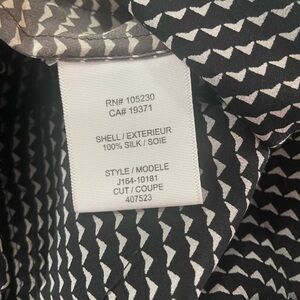 RN# 105230
CA# 19371
SHELL / EXTERIEUR
100% SILK / SOIE
STYLE / MODELE
J164-10181
CUT / COUPE
407523